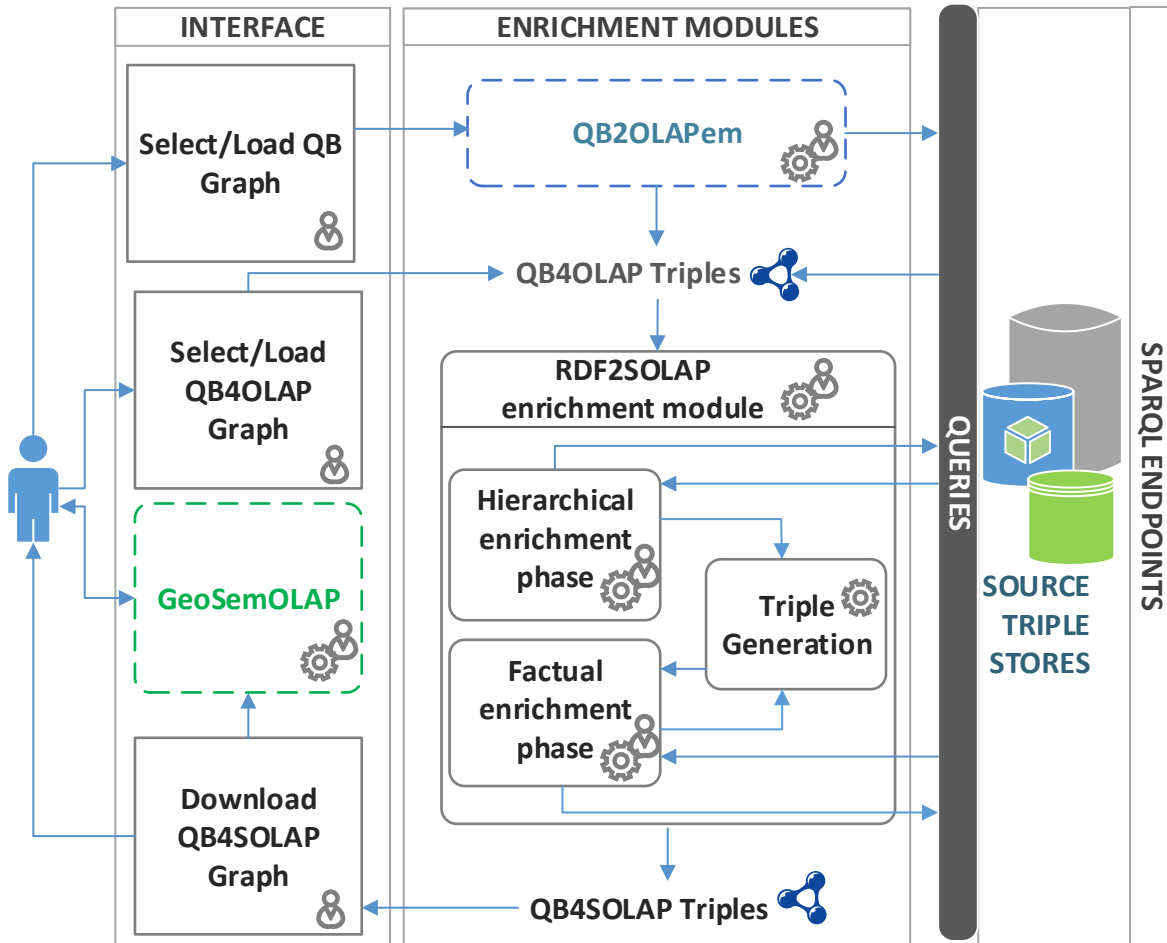 INTERFACE
ENRICHMENT MODULES
Select/Load QB
Graph
QB2OLAPem
QB4OLAP Triples
Select/Load
QB4OLAP
Graph
RDF2SOLAP
enrichment module
Hierarchical
enrichment
phase
Triple
Generation
GeoSemOLAP
Factual
enrichment
phase
Download
QB4SOLAP
Graph
QB4SOLAP Triples
QUERIES
SOURCE
TRIPLE
STORES
SPARQL ENDPOINTS